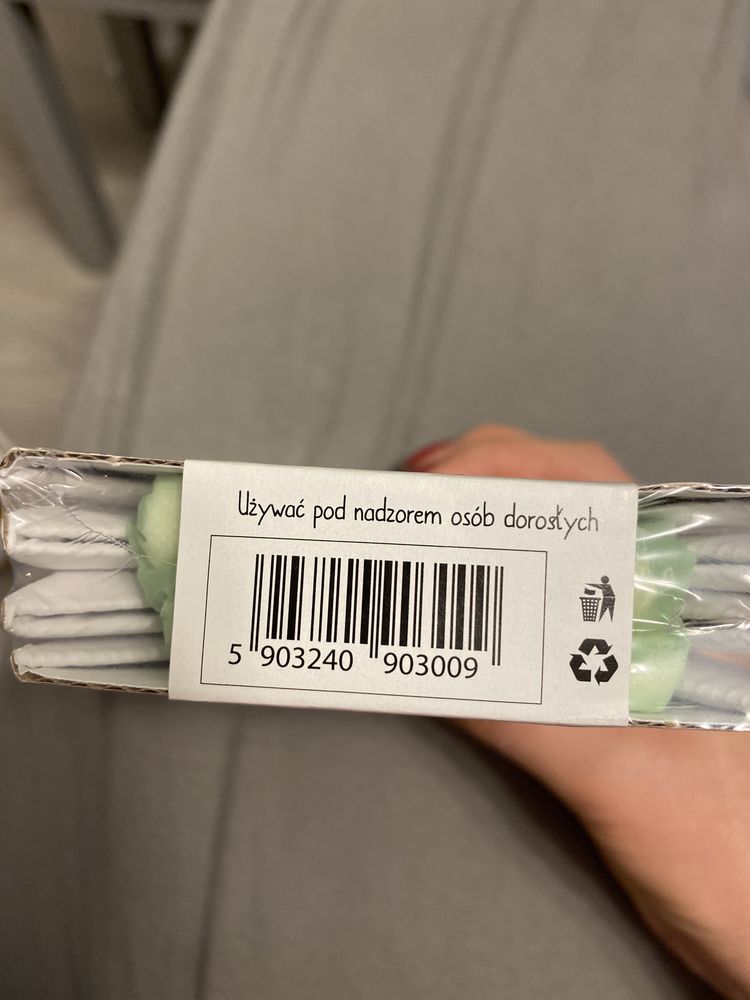 Używać pod nadzorem osób dorosłych
5 903240 903009